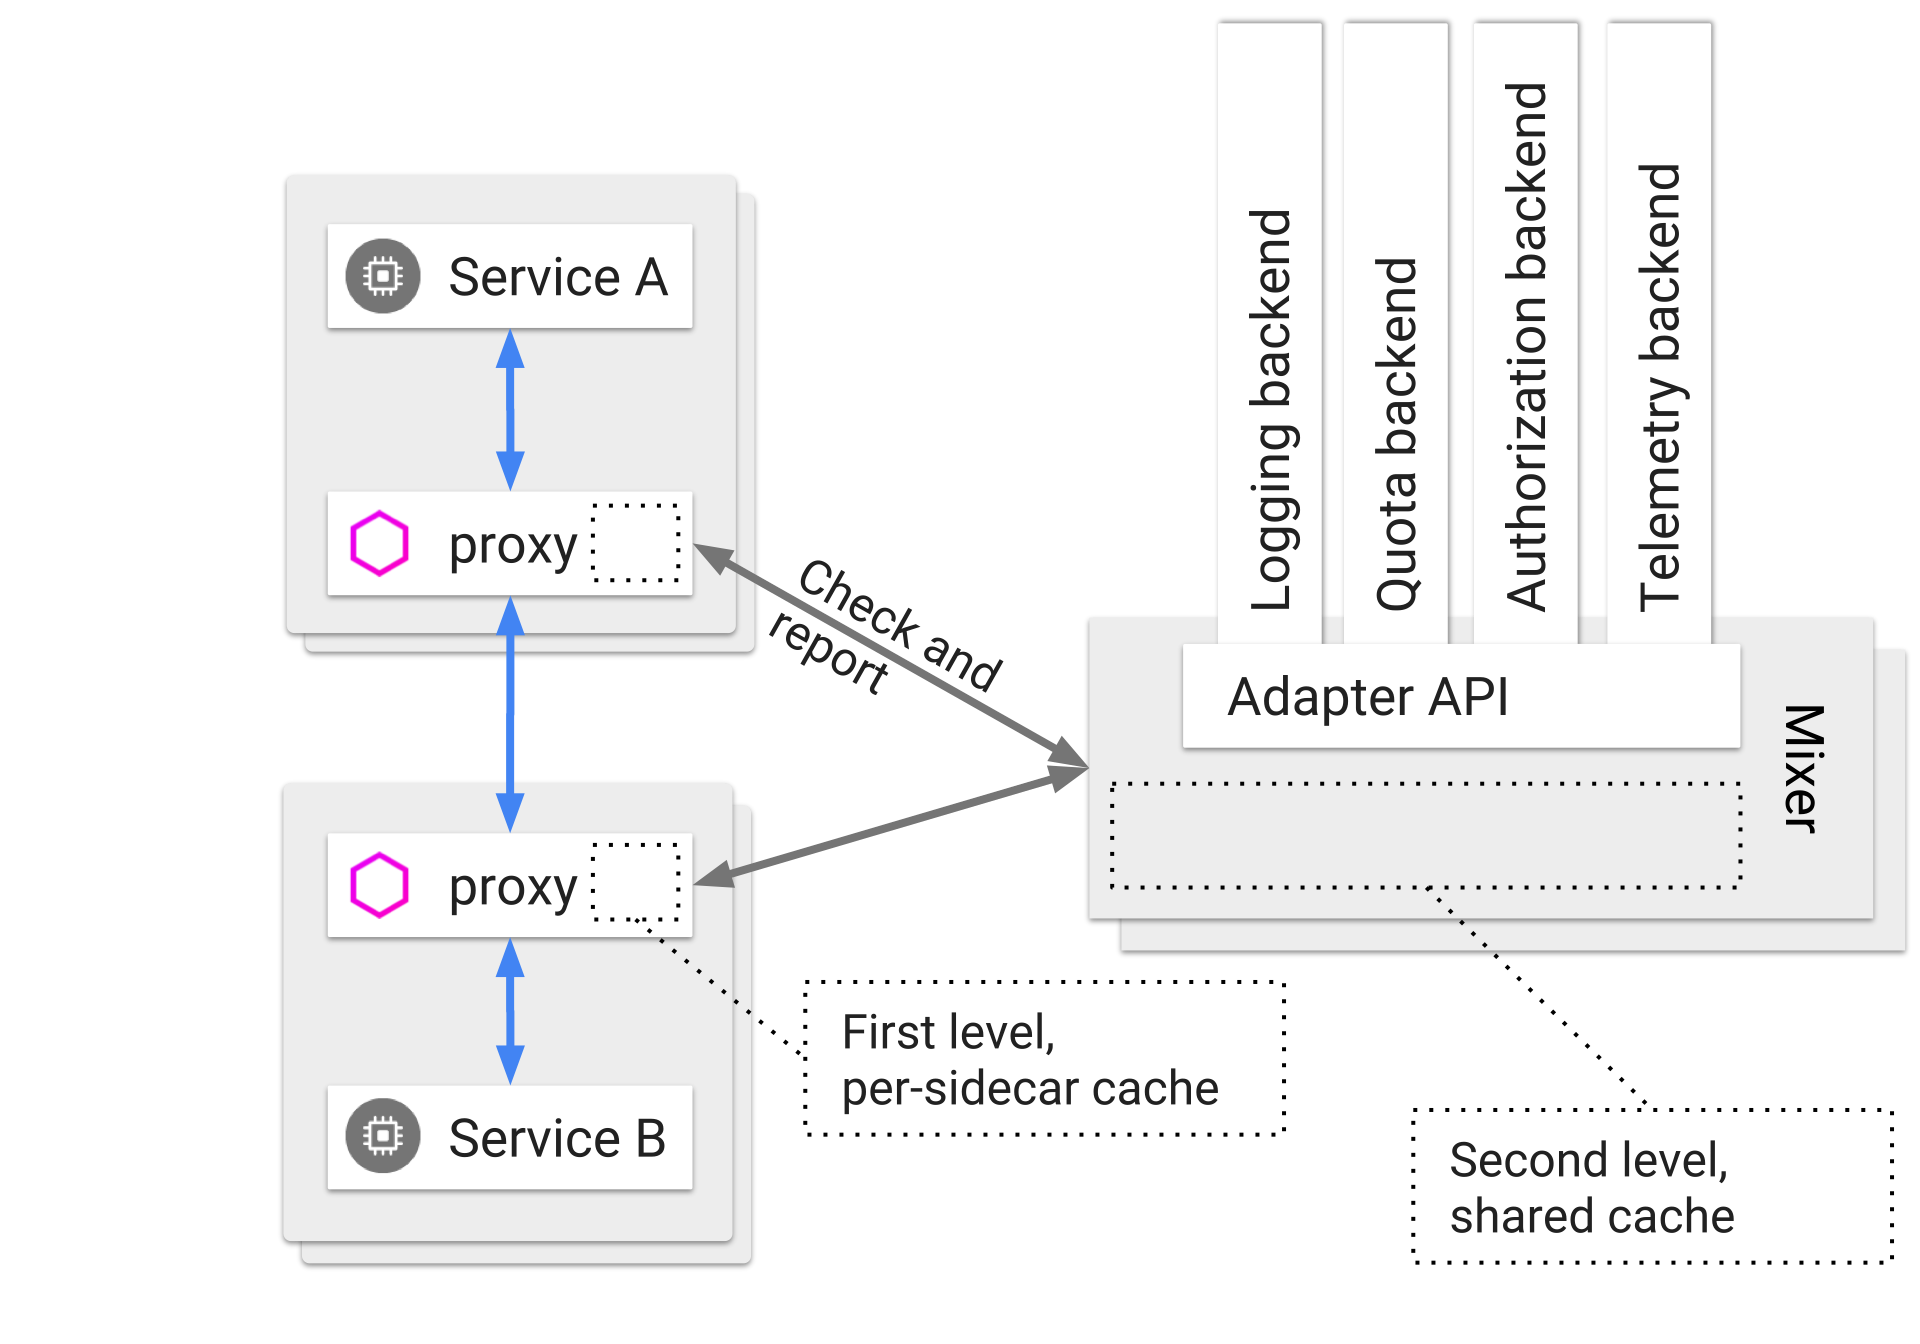 Service A
proxy
Check and
report
proxy
Service B
First level,
per-sidecar cache
Logging backend
Quota backend
Authorization backend
Telemetry backend
Adapter API
Mixer
Second level,
shared cache